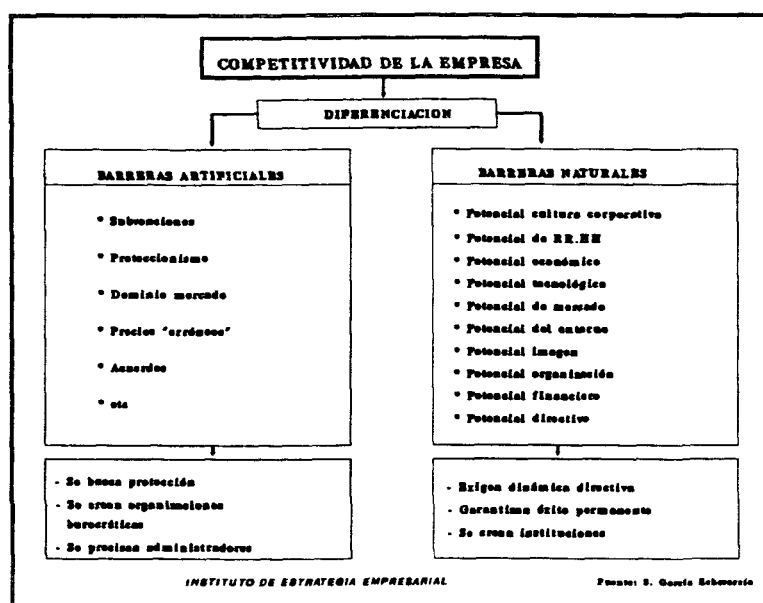 COMPETITIVIDAD DE LA EMPRESA
DIFERENCIACION
BARRERAS ARTIFICIALES
* Subvenciones
* Proteccionismo
* Dominio mercado
* Precios "erróneos"
* Acuerdos
* etc
- Se busca protección
- Se crean organizaciones
burocráticas
- Se precisan administradores
BARRERAS NATURALES
* Potencial cultura corporativa
* Potencial de RR.HH
* Potencial económico
* Potencial tecnológico
* Potencial de mercado
* Potencial del entorno
* Potencial imagen
* Potencial organización
* Potencial financiero
* Potencial directivo
- Exigen dinámica directiva
- Garantizan éxito permanente
- Se crean instituciones
INSTITUTO DE ESTRATEGIA EMPRESARIAL
Fuente: S. García Echevarría